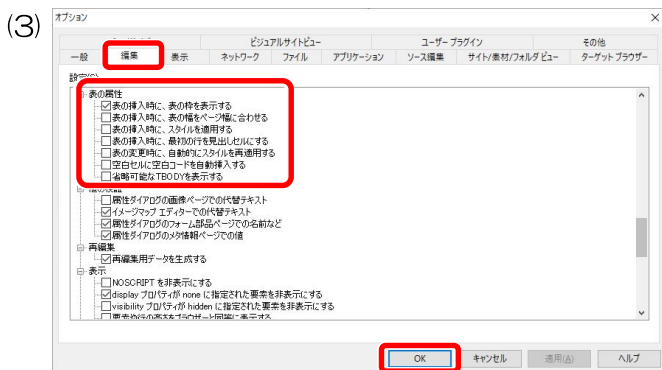 (3)
オプション
ビジュアルサイトビュー ユーザー プラグイン その他
一般 編集 表示 ネットワーク ファイル アプリケーション ソース編集 サイト/素材/フォルダビュー ターゲット ブラウザー
表の属性
表の挿入時に、表の枠を表示する
表の挿入時に、表の幅をページ幅に合わせる
表の挿入時に、スタイルを適用する
表の挿入時に、最初の行を見出しセルにする
表の変更時に、自動的にスタイルを再適用する
空白セルに空白コードを自動挿入する
省略可能なTBODYを表示する
属性ダイアログの画像ページでの代替テキスト
イメージマップ エディターでの代替テキスト
属性ダイアログのフォーム部品ページでの名前など
属性ダイアログのメタ情報ページでの値
再編集
再編集用データを生成する
表示
NOSCRIPT を非表示にする
display プロパティが none に指定された要素を非表示にする
visibility プロパティが hidden に指定された要素を非表示にする
OK キャンセル 適用(A) ヘルプ